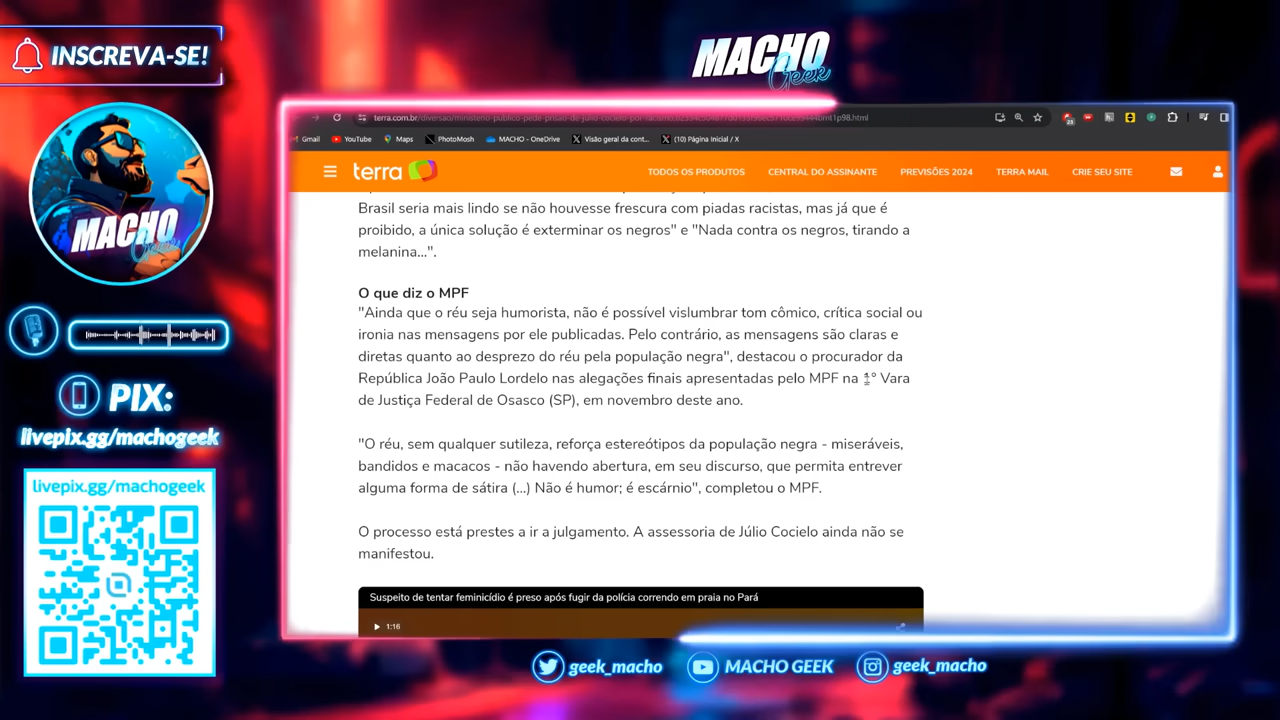 INSCREVA-SE!
MACHO
Geek
MACHO
Geek
PIX:
livepix.gg/machogeek
livepix.gg/machogeek
Gmail YouTube Maps PhotoMosh MACHO - OneDrive Visão geral da cont... (10) Página Inicial / X
terra TODOS OS PRODUTOS CENTRAL DO ASSINANTE PREVISÕES 2024 TERRA MAIL CRIE SEU SITE
Brasil seria mais lindo se não houvesse frescura com piadas racistas, mas já que é
proibido, a única solução é exterminar os negros" e "Nada contra os negros, tirando a
melanina...".
O que diz o MPF
"Ainda que o réu seja humorista, não é possível vislumbrar tom cômico, crítica social ou
ironia nas mensagens por ele publicadas. Pelo contrário, as mensagens são claras e
diretas quanto ao desprezo do réu pela população negra", destacou o procurador da
República João Paulo Lordelo nas alegações finais apresentadas pelo MPF na 1º Vara
de Justiça Federal de Osasco (SP), em novembro deste ano.
"O réu, sem qualquer sutileza, reforça estereótipos da população negra - miseráveis,
bandidos e macacos - não havendo abertura, em seu discurso, que permita entrever
alguma forma de sátira (...) Não é humor; é escárnio", completou o MPF.
O processo está prestes a ir a julgamento. A assessoria de Júlio Cocielo ainda não se
manifestou.
Suspeito de tentar feminicídio é preso após fugir da polícia correndo em praia no Pará
1:16
geek_macho MACHO GEEK geek_macho